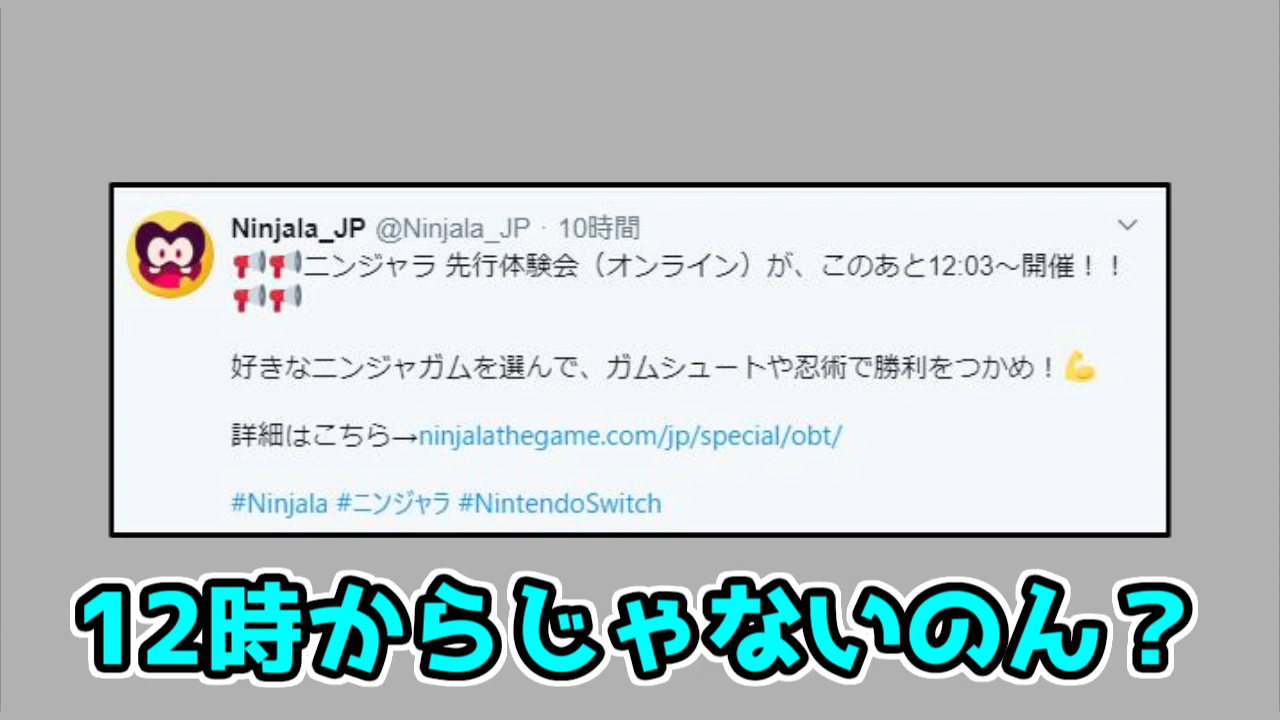 Ninjala_JP @Ninjala_JP · 10時間
📢📢ニンジャラ 先行体験会（オンライン）が、このあと12:03～開催！！
📢📢
好きなニンジャガムを選んで、ガムシュートや忍術で勝利をつかめ！💪
詳細はこちら→ninjalathegame.com/jp/special/obt/
#Ninjala #ニンジャラ #NintendoSwitch
12時からじゃないのん？